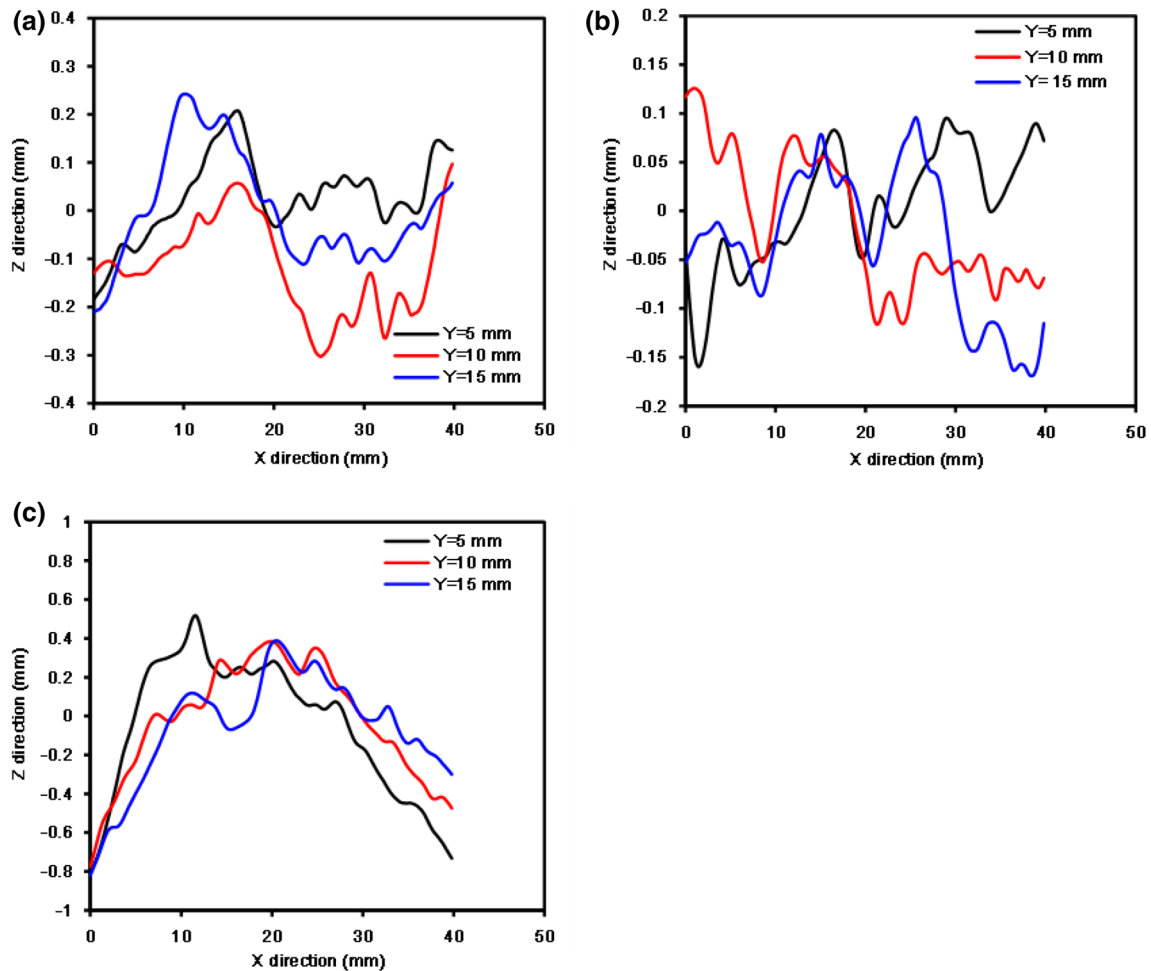 (a)
0.4
0.3
0.2
0.1
0
−0.1
−0.2
−0.3
−0.4
Z direction (mm)
0 10 20 30 40 50
X direction (mm)
Y=5 mm
Y=10 mm
Y=15 mm
(b)
0.2
0.15
0.1
0.05
0
−0.05
−0.1
−0.15
−0.2
Z direction (mm)
0 10 20 30 40 50
X direction (mm)
Y=5 mm
Y=10 mm
Y= 15 mm
(c)
1
0.8
0.6
0.4
0.2
0
−0.2
−0.4
−0.6
−0.8
−1
Z direction (mm)
0 10 20 30 40 50
X direction (mm)
Y=5 mm
Y=10 mm
Y=15 mm